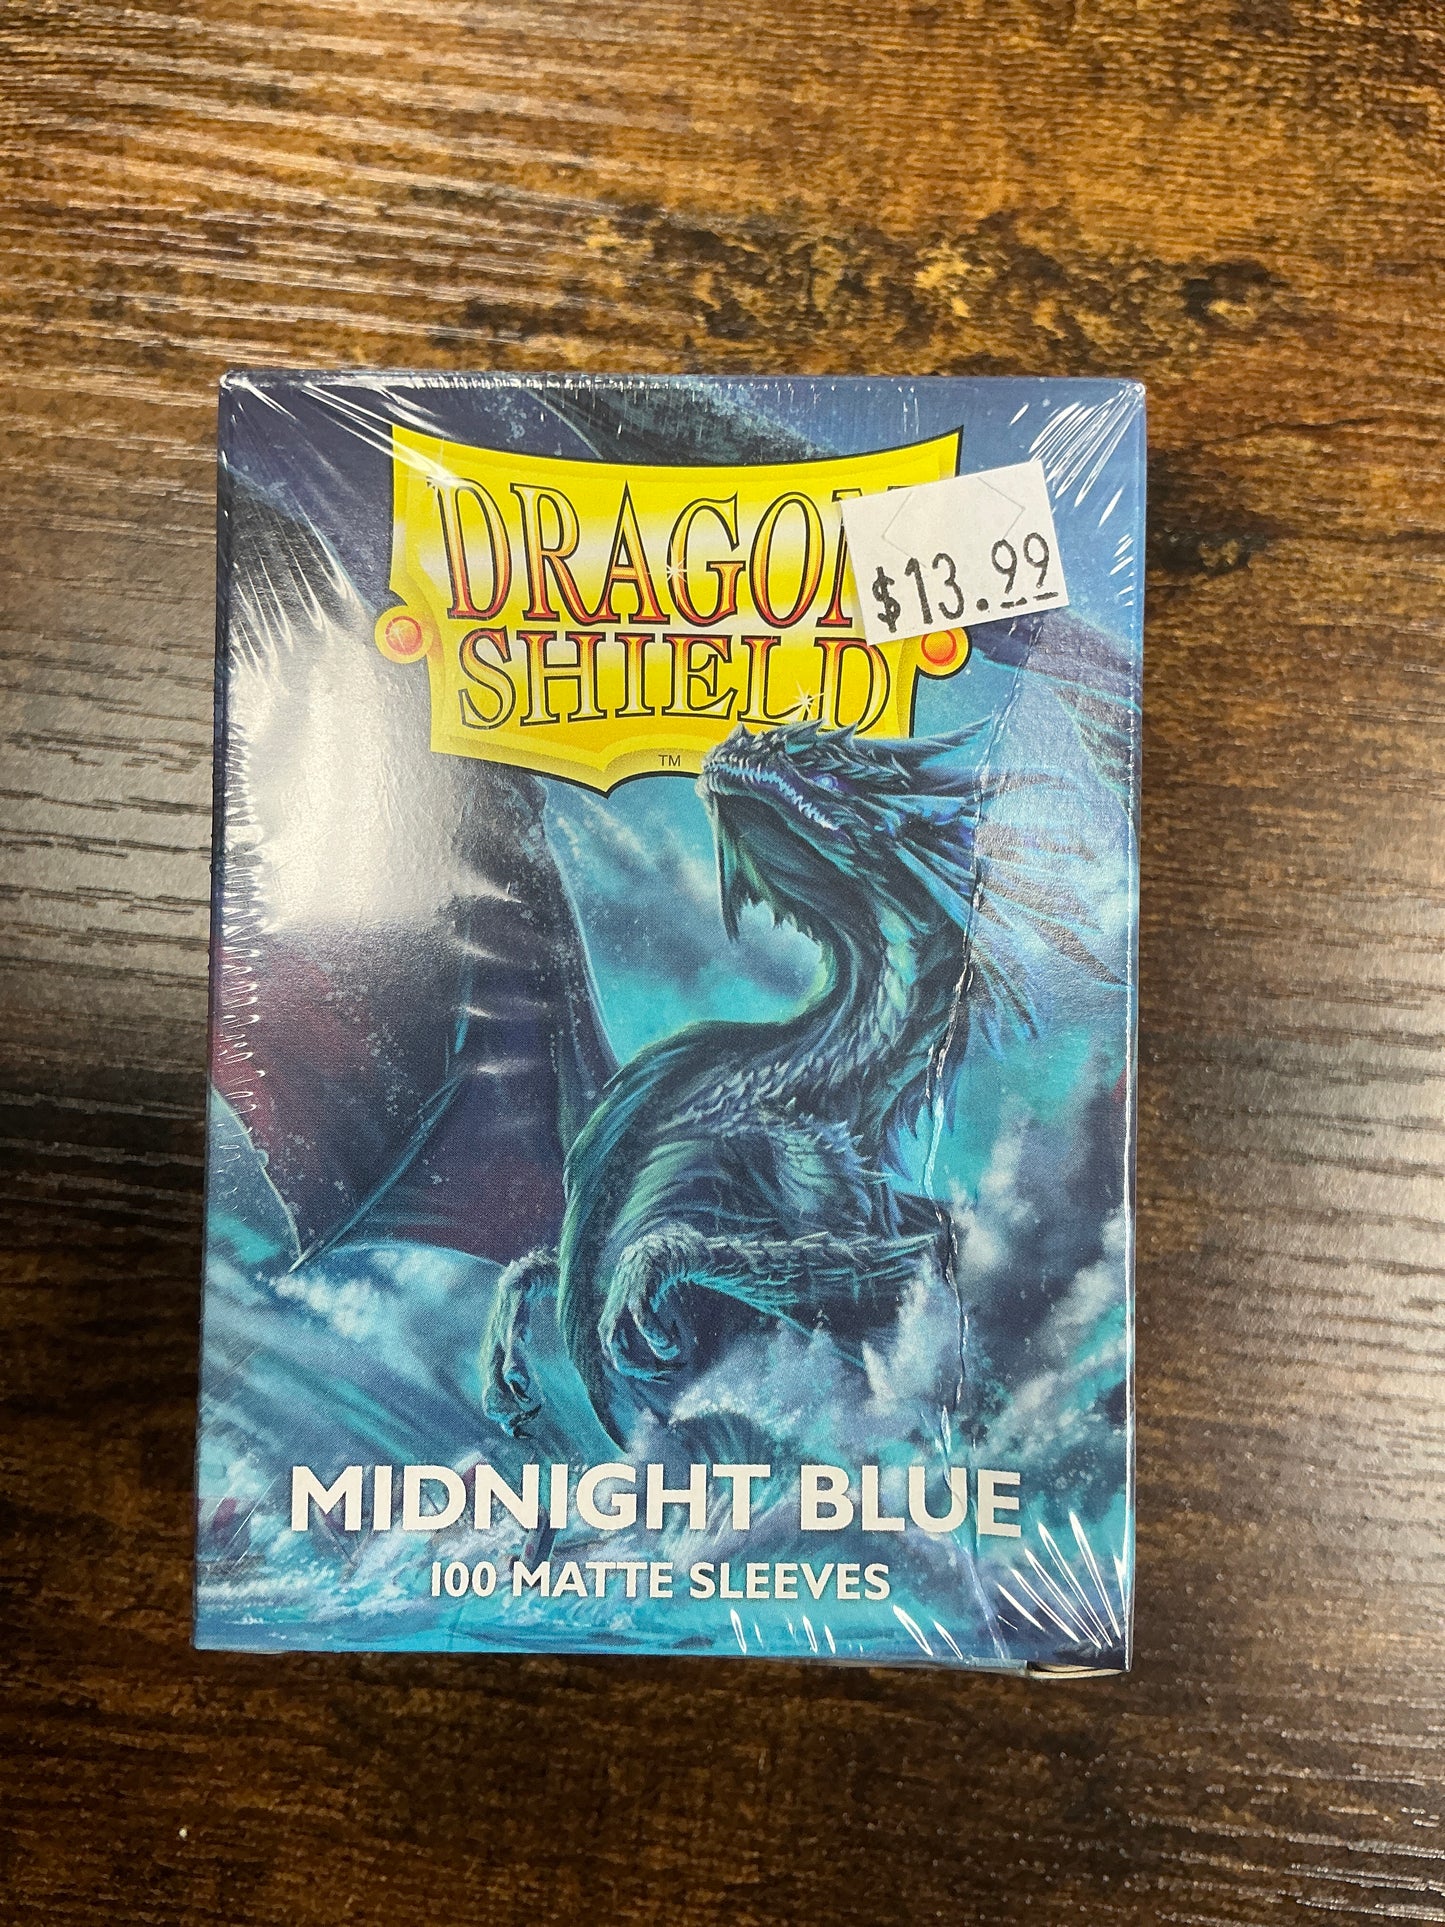 DRAGON
SHIELD
™
$13.99
MIDNIGHT BLUE
100 MATTE SLEEVES